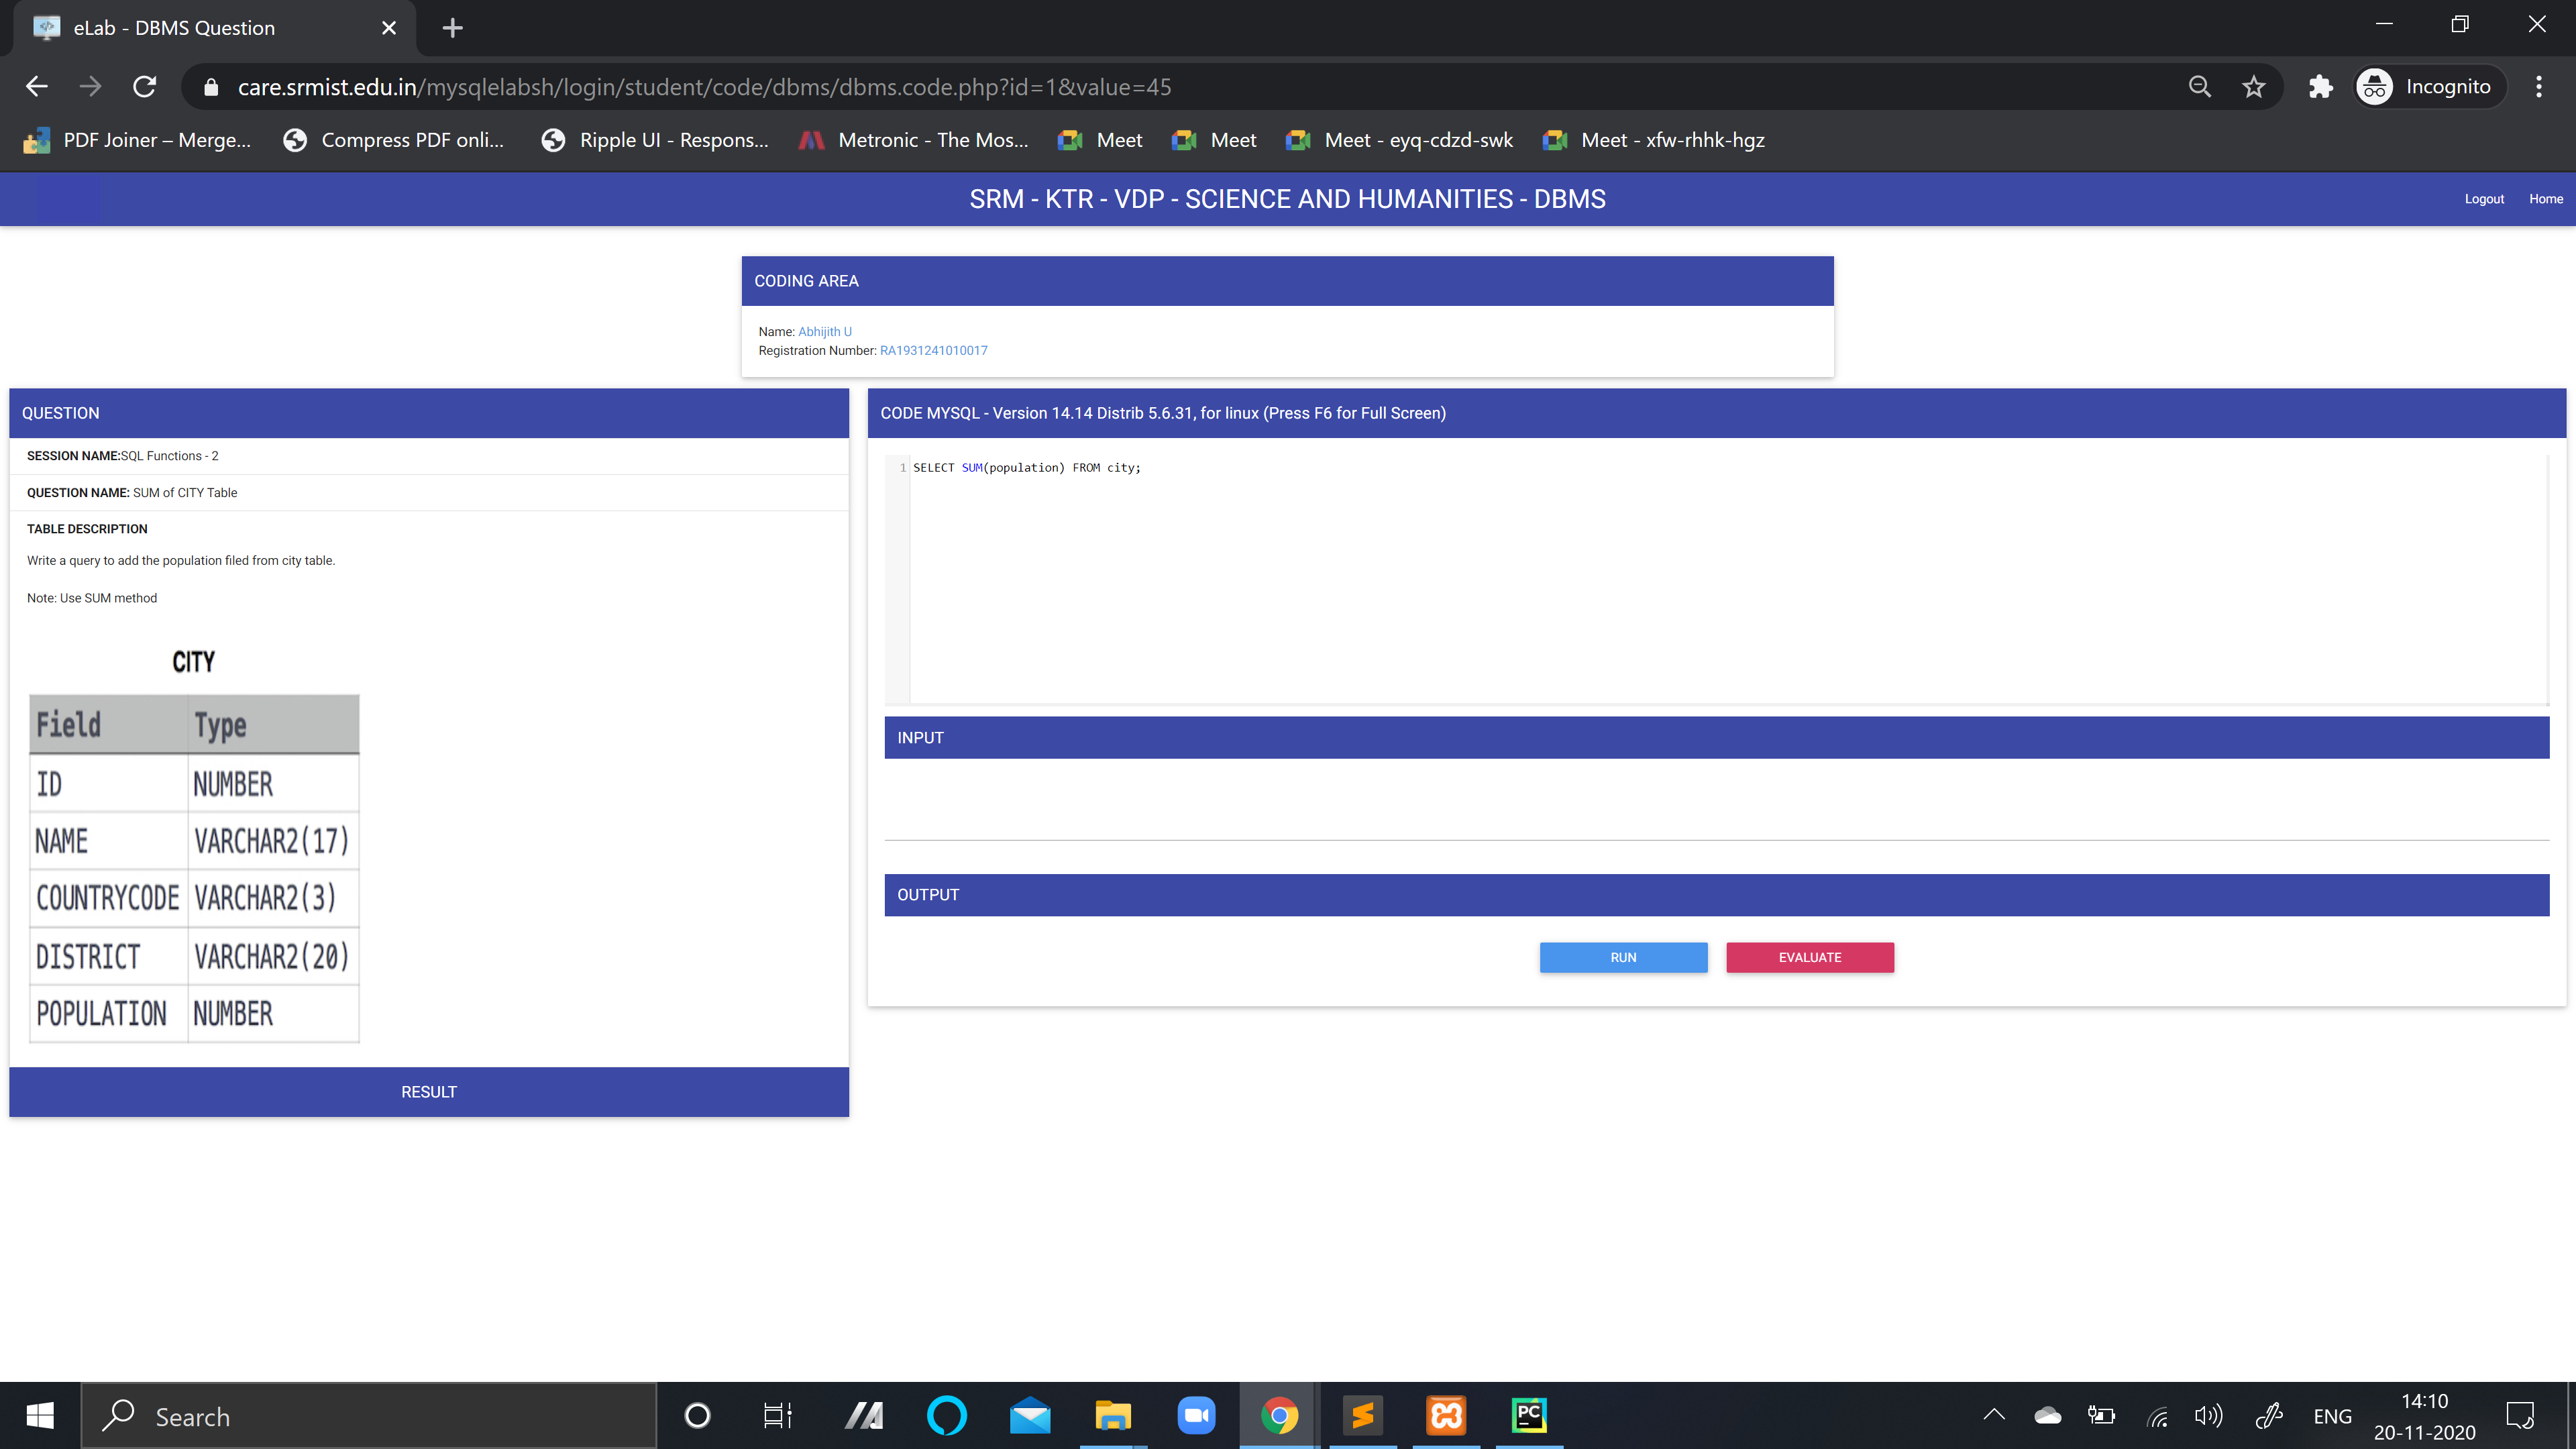 eLab - DBMS Question
care.srmist.edu.in/mysqlelabsh/login/student/code/dbms/dbms.code.php?id=1&value=45
Incognito
PDF Joiner – Merge...
Compress PDF onli...
Ripple UI - Respons...
Metronic - The Mos...
Meet
Meet
Meet - eyq-cdzd-swk
Meet - xfw-rhhk-hgz
SRM - KTR - VDP - SCIENCE AND HUMANITIES - DBMS
Logout
Home
CODING AREA
Name: Abhijith U
Registration Number: RA1931241010017
QUESTION
SESSION NAME:SQL Functions - 2
QUESTION NAME: SUM of CITY Table
TABLE DESCRIPTION
Write a query to add the population filed from city table.
Note: Use SUM method
CITY
Field Type
ID NUMBER
NAME VARCHAR2(17)
COUNTRYCODE VARCHAR2(3)
DISTRICT VARCHAR2(20)
POPULATION NUMBER
RESULT
CODE MYSQL - Version 14.14 Distrib 5.6.31, for linux (Press F6 for Full Screen)
1 SELECT SUM(population) FROM city;
INPUT
OUTPUT
RUN
EVALUATE
Search
PC
ENG
14:10
20-11-2020